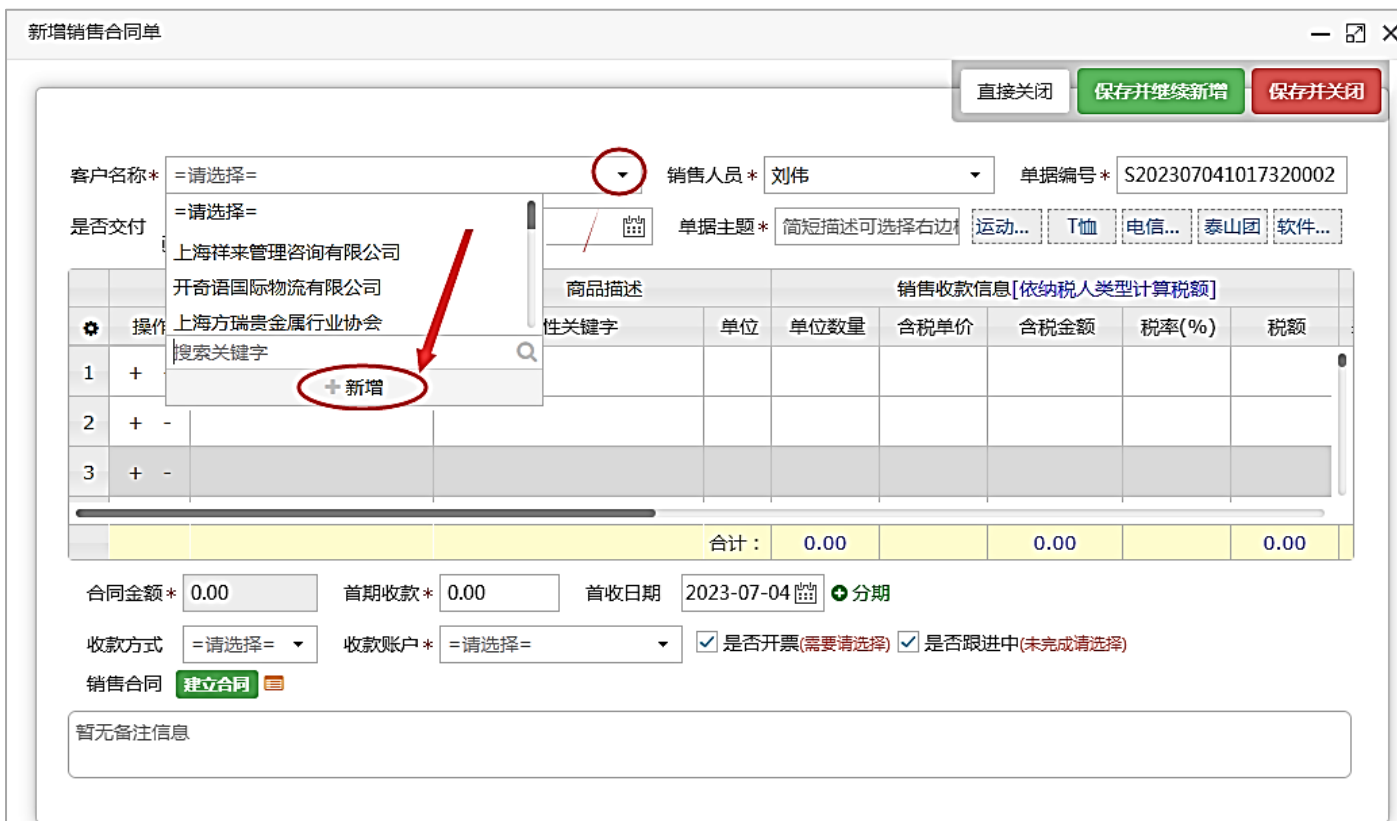 新增销售合同单
直接关闭 保存并继续新增 保存并关闭
客户名称* =请选择= 销售人员* 刘伟 单据编号* S202307041017320002
=请选择=
是否交付 单据主题* 简短描述可选择右边 运动... T恤 电信... 泰山团 软件...
上海祥来管理咨询有限公司
开奇语国际物流有限公司 商品描述 销售收款信息[依纳税人类型计算税额]
上海方瑞贵金属行业协会
操作 性关键字 单位 单位数量 含税单价 含税金额 税率(%) 税额
搜索关键字
1 +
+新增
2 + -
3 + -
合计: 0.00 0.00 0.00
合同金额* 0.00 首期收款* 0.00 首收日期 2023-07-04 分期
收款方式 =请选择= 收款账户* =请选择= 是否开票(需要请选择) 是否跟进中(未完成请选择)
销售合同 建立合同
暂无备注信息